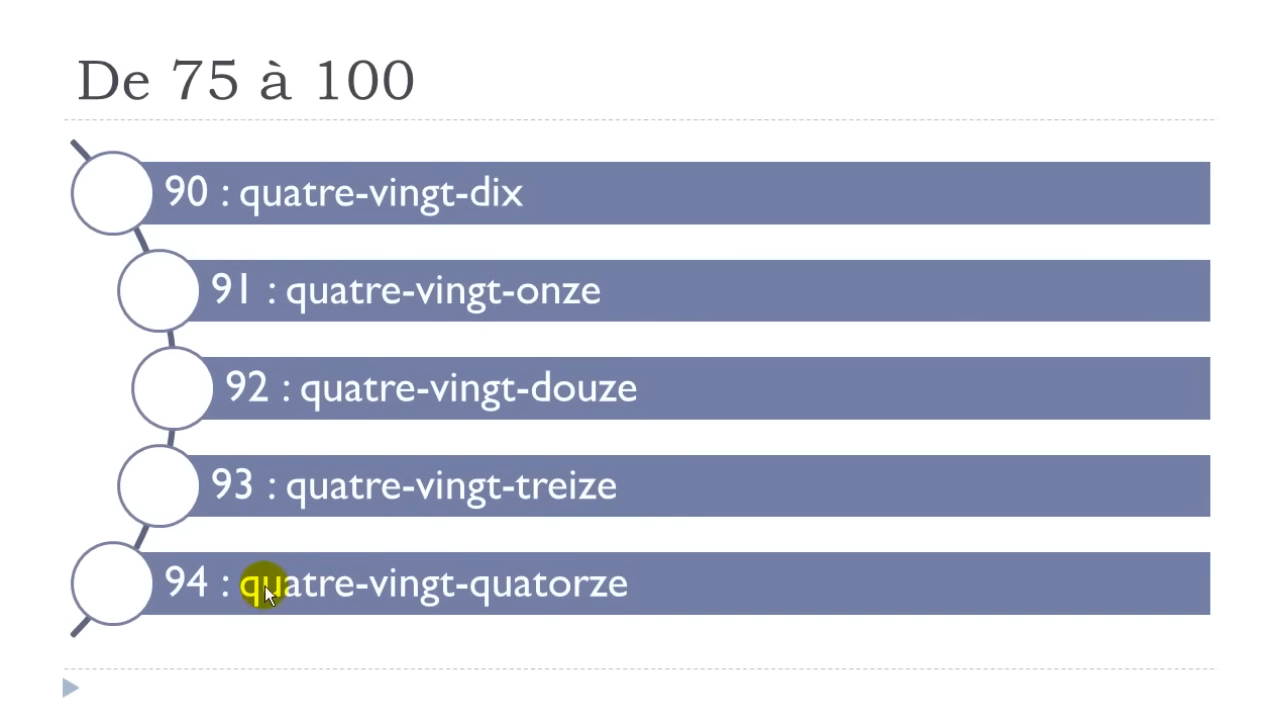 De 75 à 100
90 : quatre-vingt-dix
91 : quatre-vingt-onze
92 : quatre-vingt-douze
93 : quatre-vingt-treize
94 : quatre-vingt-quatorze